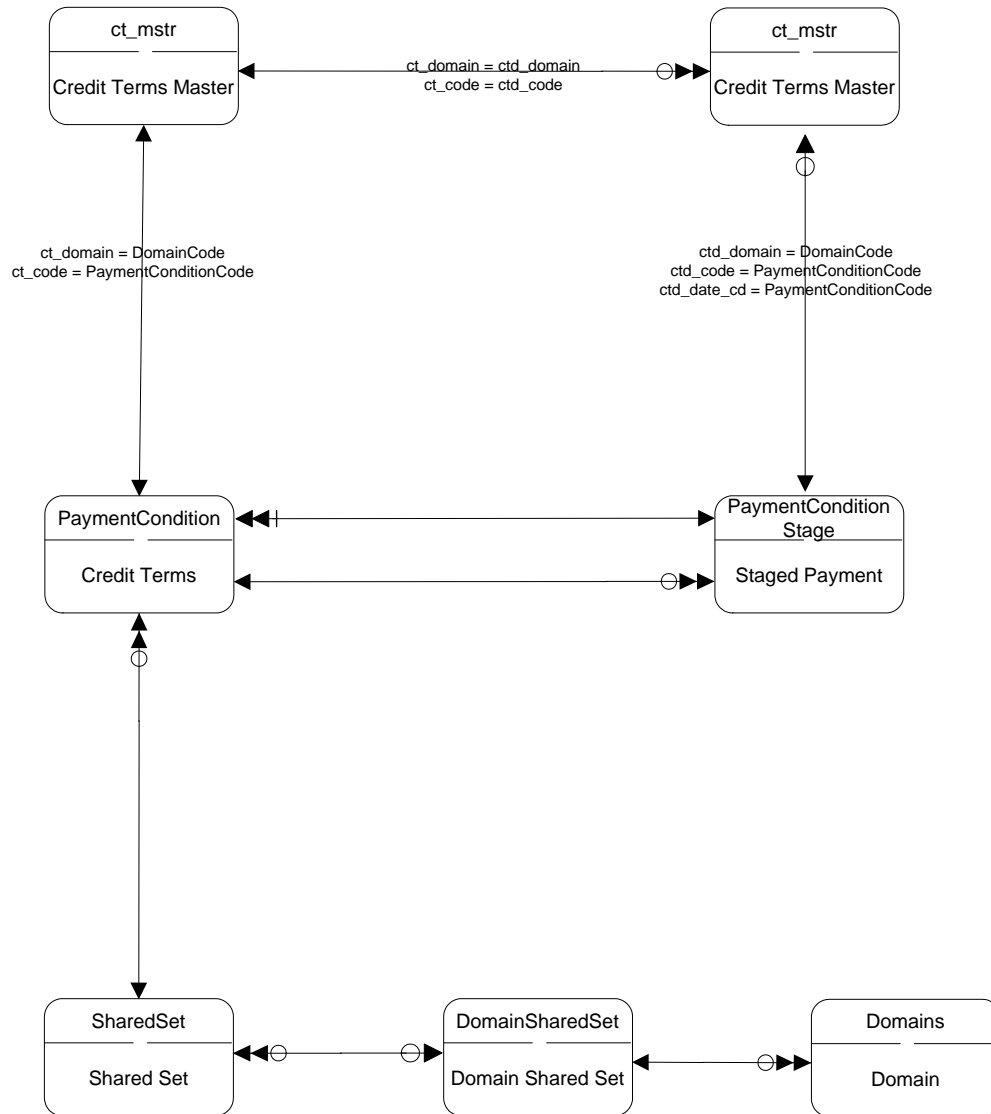 ct_mstr
Credit Terms Master
ct_domain = ctd_domain
ct_code = ctd_code
ct_mstr
Credit Terms Master
ct_domain = DomainCode
ct_code = PaymentConditionCode
ctd_domain = DomainCode
ctd_code = PaymentConditionCode
ctd_date_cd = PaymentConditionCode
PaymentCondition
Credit Terms
PaymentCondition
Stage
Staged Payment
SharedSet
Shared Set
DomainSharedSet
Domain Shared Set
Domains
Domain